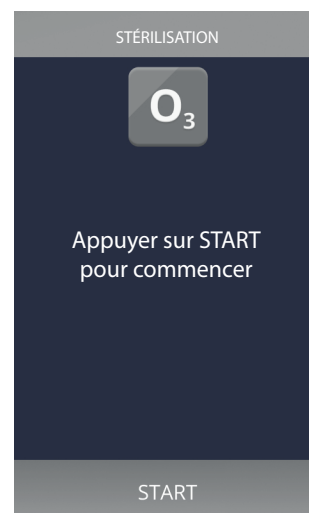 STÉRILISATION
O₃
Appuyer sur START
pour commencer
START